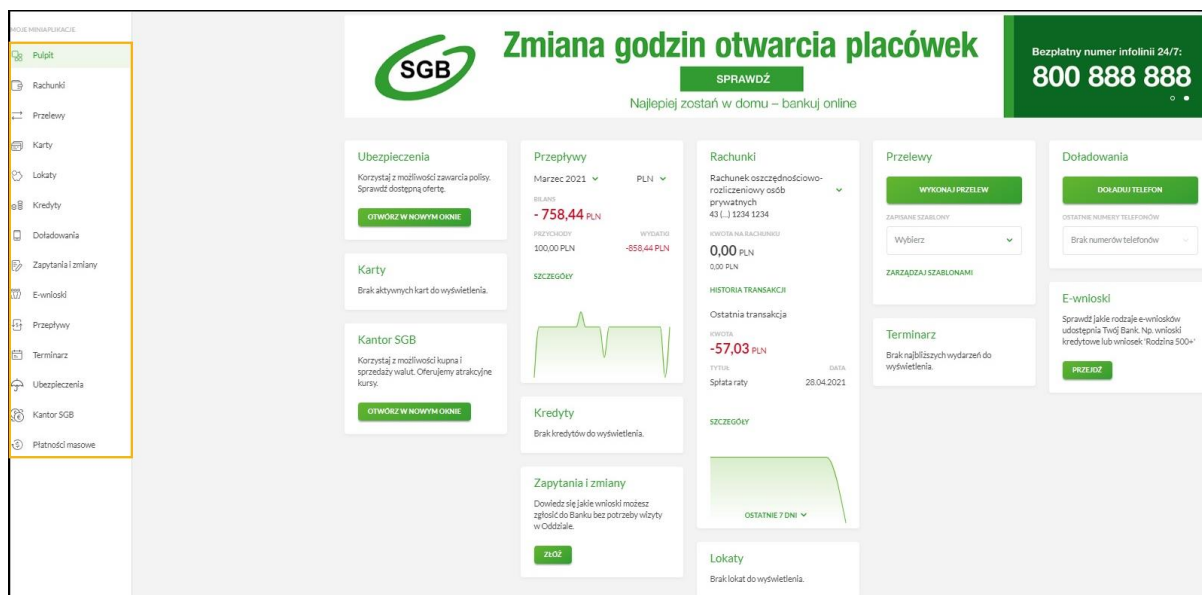 MOJE MINIAPLIKACJE
Pulpit
Rachunki
Przelewy
Karty
Lokaty
Kredyty
Doładowania
Zapytania i zmiany
E-wnioski
Przepływy
Terminarz
Ubezpieczenia
Kantor SGB
Płatności masowe
SGB
Zmiana godzin otwarcia placówek
SPRAWDŹ
Najlepiej zostań w domu – bankuj online
Bezpłatny numer infolinii 24/7:
800 888 888
Ubezpieczenia
Korzystaj z możliwości zawarcia polisy.
Sprawdź dostępną ofertę.
OTWÓRZ W NOWYM OKNIE
Karty
Brak aktywnych kart do wyświetlenia.
Kantor SGB
Korzystaj z możliwości kupna i
sprzedaży walut. Oferujemy atrakcyjne
kursy.
OTWÓRZ W NOWYM OKNIE
Przepływy
Marzec 2021 PLN
BILANS
- 758,44 PLN
PRZYCHODY WYDATKI
100,00 PLN -858,44 PLN
SZCZEGÓŁY
Kredyty
Brak kredytów do wyświetlenia.
Zapytania i zmiany
Dowiedz się jakie wnioski możesz
zgłosić do Banku bez potrzeby wizyty
w Oddziale.
ZŁÓŻ
Rachunki
Rachunek oszczędnościowo-
rozliczeniowy osób
prywatnych
43 (...) 1234 1234
KWOTA NA RACHUNKU
0,00 PLN
0,00 PLN
HISTORIA TRANSAKCJI
Ostatnia transakcja
KWOTA
-57,03 PLN
TYTUŁ DATA
Spłata raty 28.04.2021
SZCZEGÓŁY
OSTATNIE 7 DNI
Lokaty
Brak lokat do wyświetlenia.
Przelewy
WYKONAJ PRZELEW
ZAPISANE SZABLONY
Wybierz
ZARZĄDZAJ SZABLONAMI
Terminarz
Brak najbliższych wydarzeń do
wyświetlenia.
Doładowania
DOŁADUJ TELEFON
OSTATNIE NUMERY TELEFONÓW
Brak numerów telefonów
E-wnioski
Sprawdź jakie rodzaje e-wniosków
udostępnia Twój Bank. Np. wnioski
kredytowe lub wniosek 'Rodzina 500+'
PRZEJDŹ